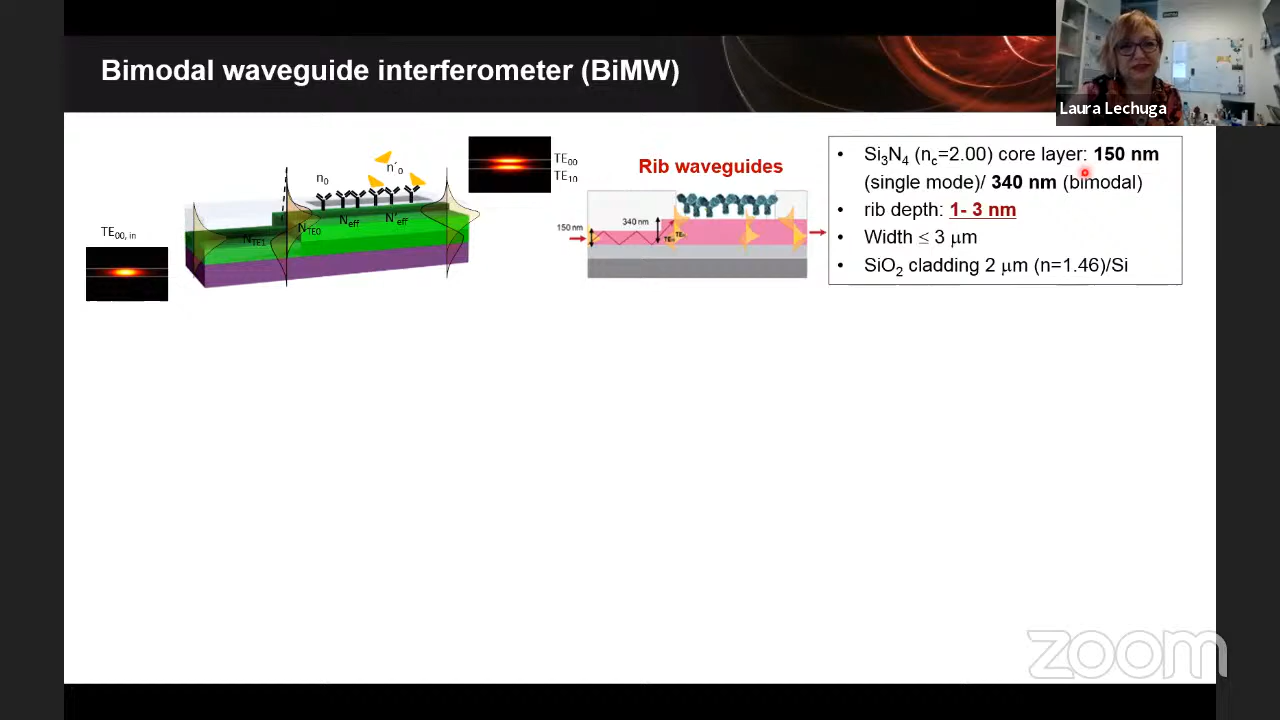 Bimodal waveguide interferometer (BiMW)
Laura Lechuga
TE00
TE10
n´0
n0
Neff
N'eff
NTE0
NTE1
TE00, in
Rib waveguides
340 nm
150 nm
• Si3N4 (nc=2.00) core layer: 150 nm
(single mode)/ 340 nm (bimodal)
• rib depth: 1- 3 nm
• Width ≤ 3 μm
• SiO2 cladding 2 μm (n=1.46)/Si
zoom